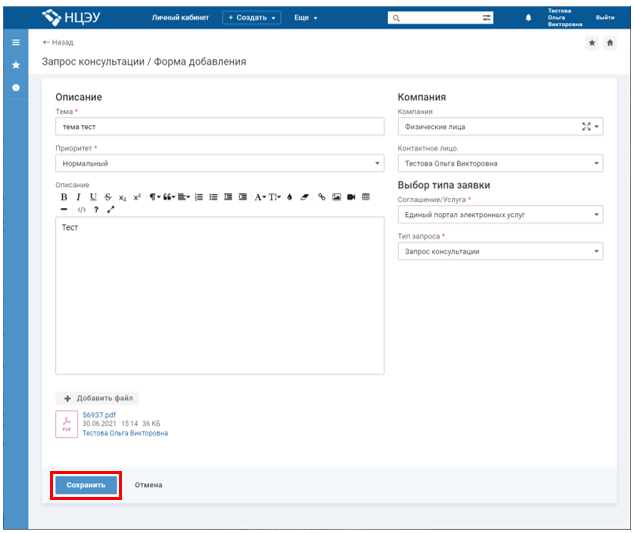 НЦЭУ
Личный кабинет
+ Создать
Еще
Тестова
Ольга
Викторовна
Выйти
← Назад
Запрос консультации / Форма добавления
Описание
Тема *
тема тест
Приоритет *
Нормальный
Описание
B I U S x₂ x² ¶ A T
</> ?
Тест
+ Добавить файл
PDF
56937.pdf
30.06.2021 15:14 36 КБ
Тестова Ольга Викторовна
Компания
Компания
Физические лица
Контактное лицо.
Тестова Ольга Викторовна
Выбор типа заявки
Соглашение/Услуга *
Единый портал электронных услуг
Тип запроса *
Запрос консультации
Сохранить
Отмена